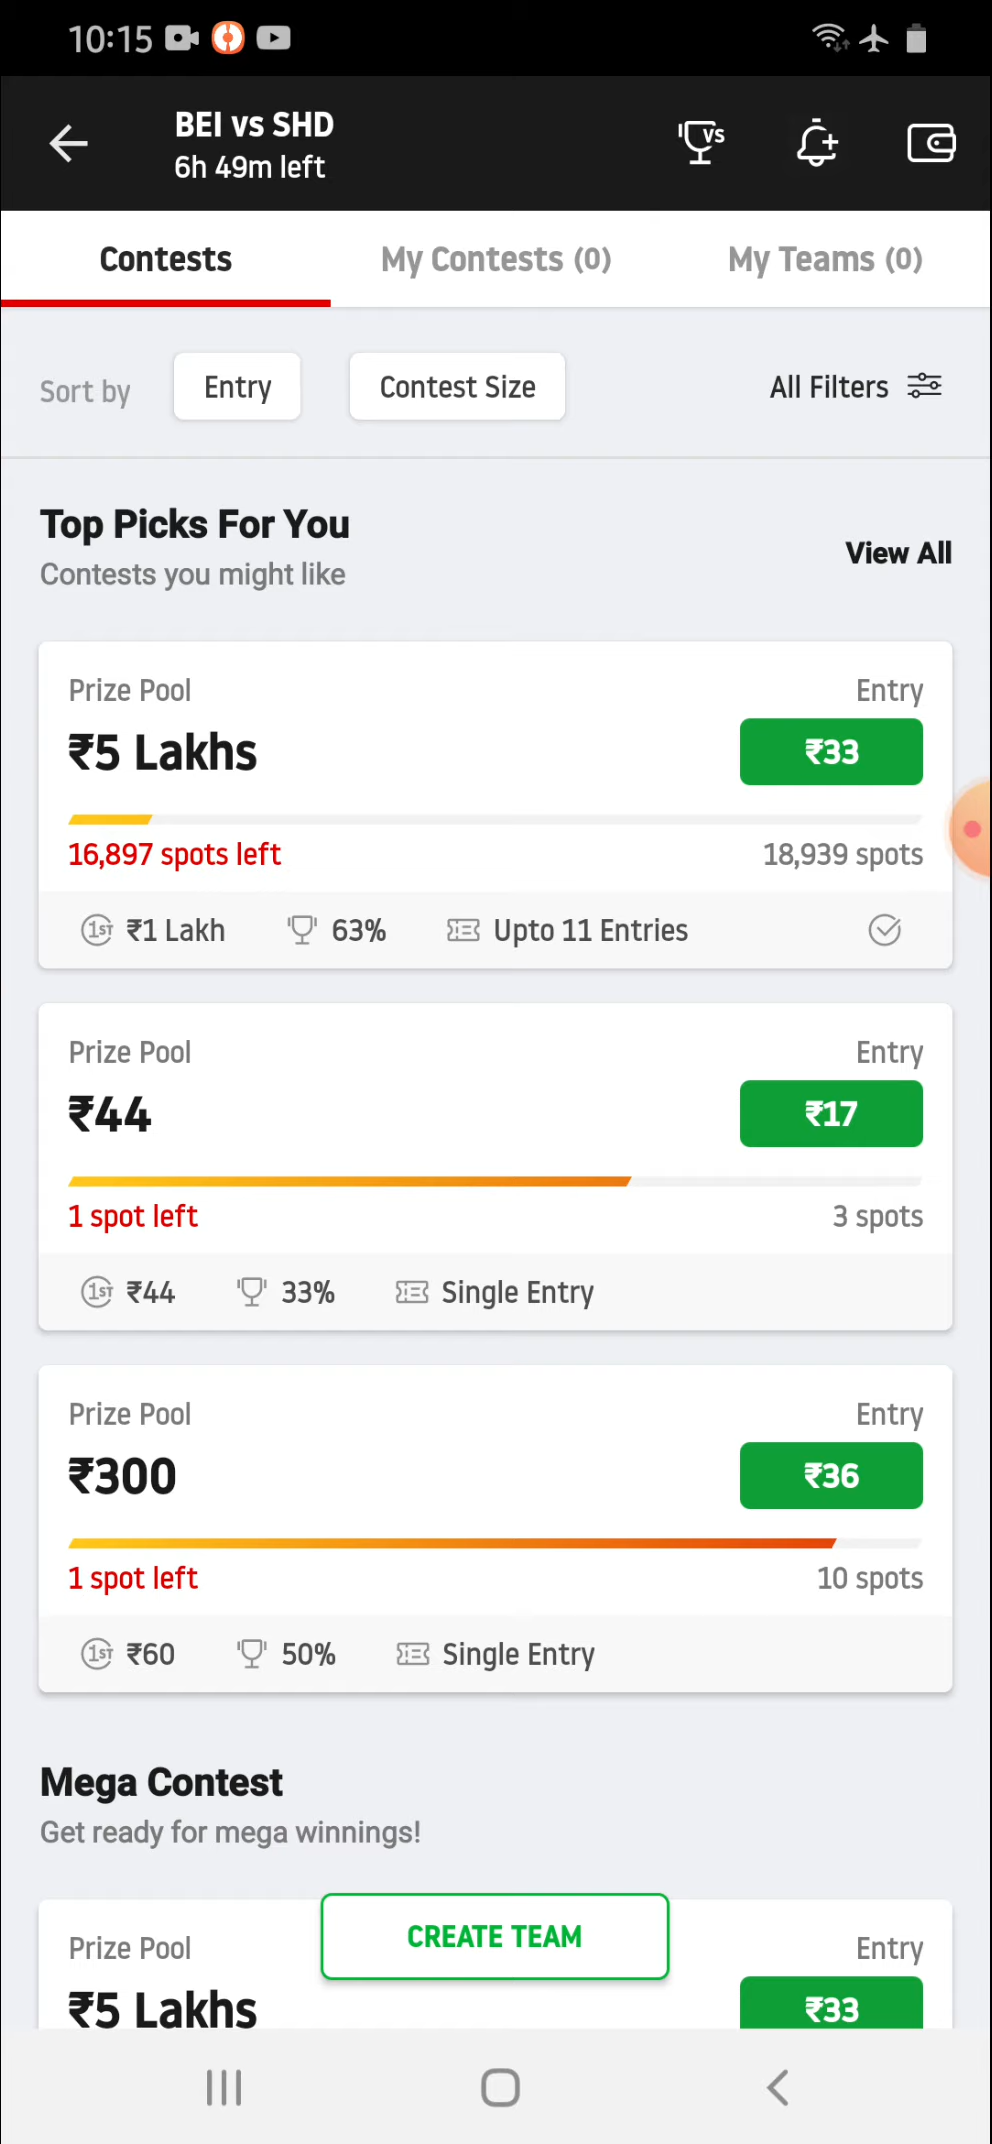 10:15
BEI vs SHD
6h 49m left
VS
Contests
My Contests (0)
My Teams (0)
Sort by
Entry
Contest Size
All Filters
Top Picks For You
Contests you might like
View All
Prize Pool
Entry
₹5 Lakhs
₹33
16,897 spots left
18,939 spots
1ST ₹1 Lakh
63%
Upto 11 Entries
Prize Pool
Entry
₹44
₹17
1 spot left
3 spots
1ST ₹44
33%
Single Entry
Prize Pool
Entry
₹300
₹36
1 spot left
10 spots
1ST ₹60
50%
Single Entry
Mega Contest
Get ready for mega winnings!
Prize Pool
Entry
CREATE TEAM
₹5 Lakhs
₹33